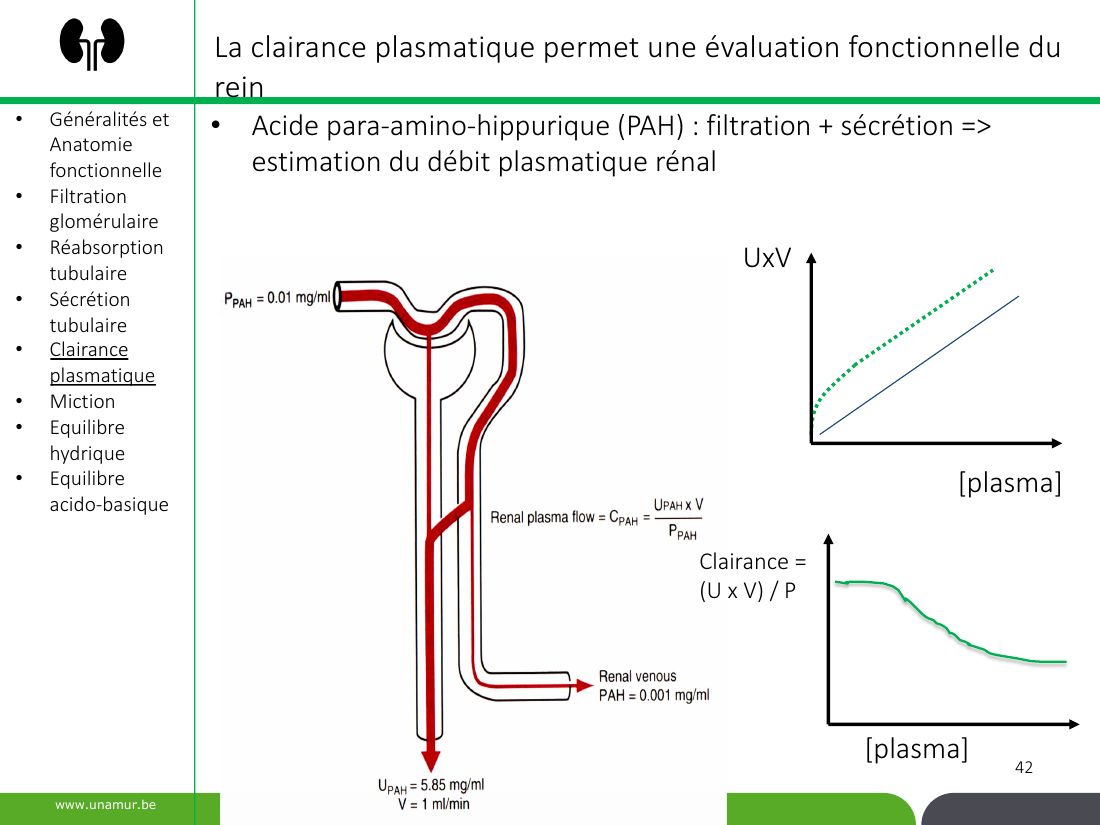 La clairance plasmatique permet une évaluation fonctionnelle du
rein
• Généralités et
Anatomie
fonctionnelle
• Filtration
glomérulaire
• Réabsorption
tubulaire
• Sécrétion
tubulaire
• Clairance
plasmatique
• Miction
• Equilibre
hydrique
• Equilibre
acido-basique
• Acide para-amino-hippurique (PAH) : filtration + sécrétion =>
estimation du débit plasmatique rénal
PPAH = 0.01 mg/ml
Renal plasma flow = CPAH = UPAH x V
PPAH
Renal venous
PAH = 0.001 mg/ml
UPAH = 5.85 mg/ml
V = 1 ml/min
UxV
[plasma]
Clairance =
(U x V) / P
[plasma]
42
www.unamur.be